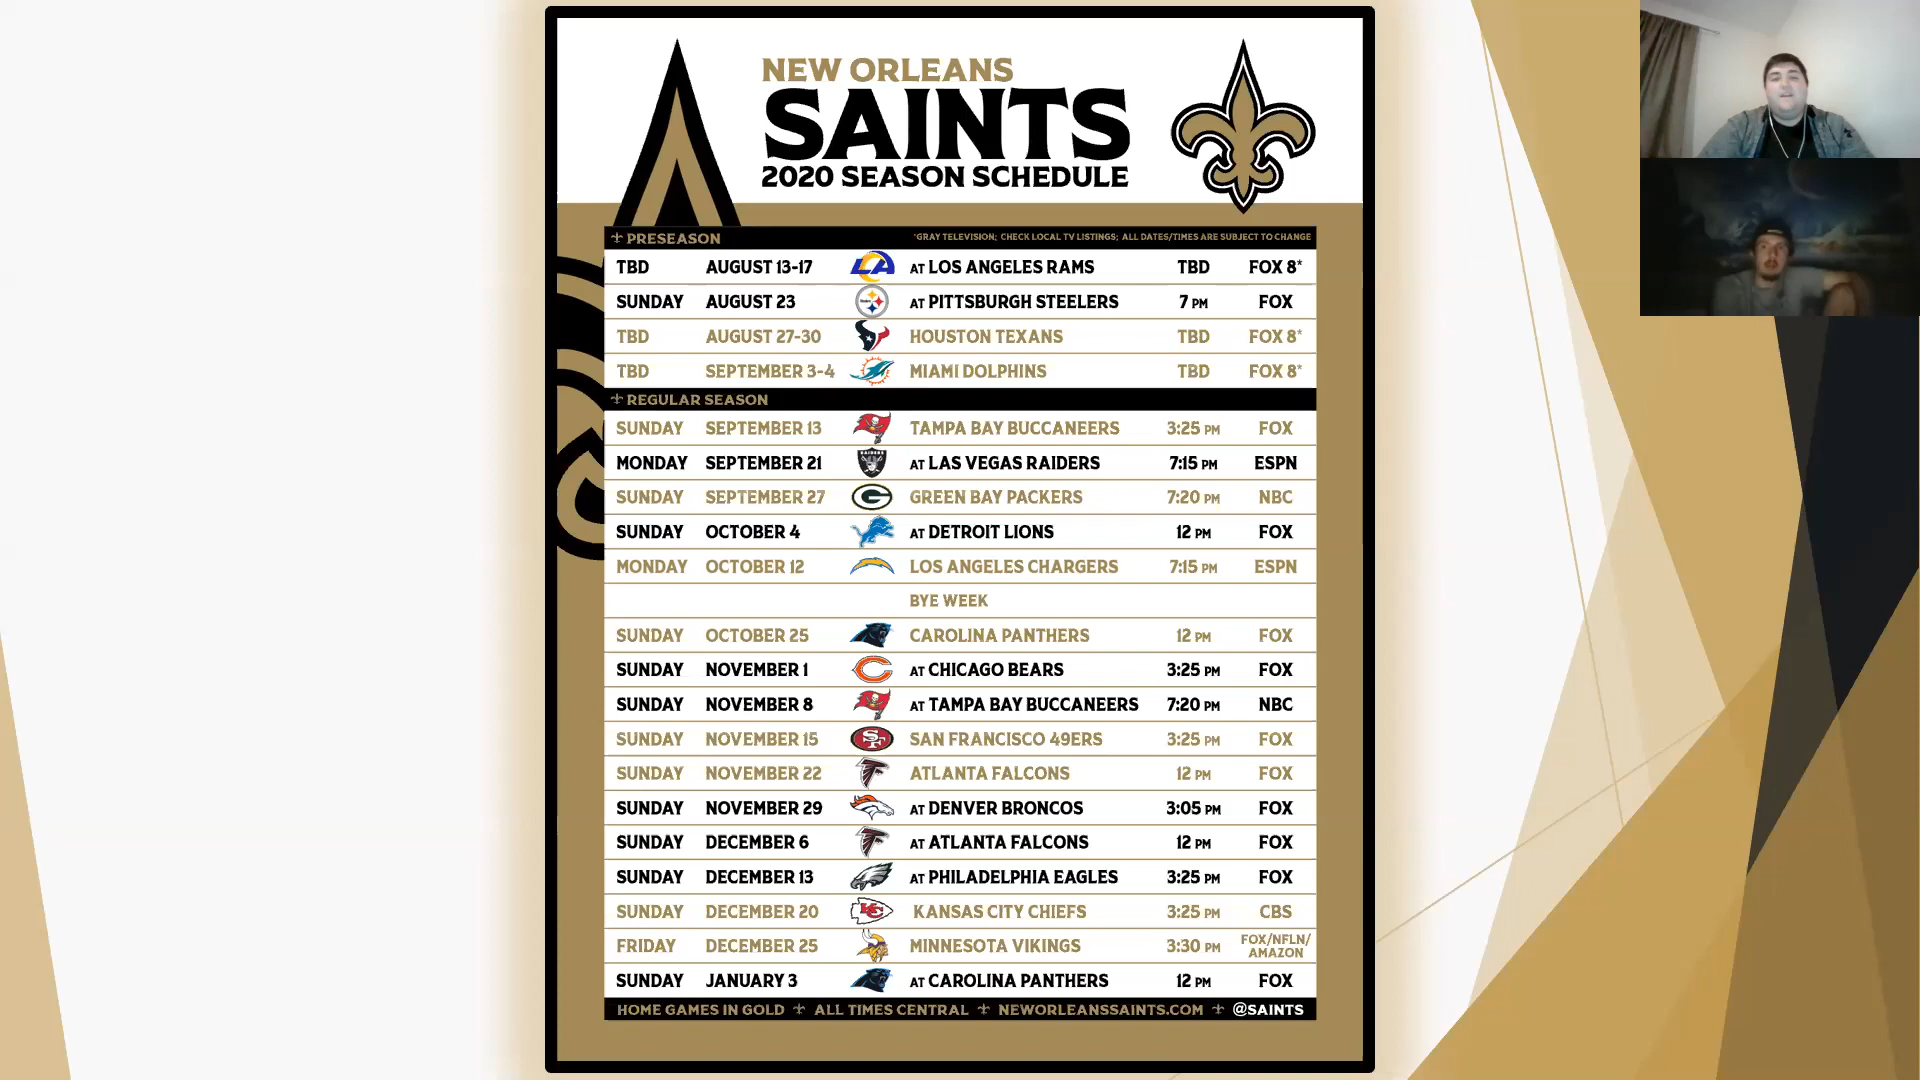 NEW ORLEANS
SAINTS
2020 SEASON SCHEDULE
PRESEASON *GRAY TELEVISION; CHECK LOCAL TV LISTINGS; ALL DATES/TIMES ARE SUBJECT TO CHANGE
TBD AUGUST 13-17 LA AT LOS ANGELES RAMS TBD FOX 8*
SUNDAY AUGUST 23 AT PITTSBURGH STEELERS 7 PM FOX
TBD AUGUST 27-30 HOUSTON TEXANS TBD FOX 8*
TBD SEPTEMBER 3-4 MIAMI DOLPHINS TBD FOX 8*
REGULAR SEASON
SUNDAY SEPTEMBER 13 TAMPA BAY BUCCANEERS 3:25 PM FOX
MONDAY SEPTEMBER 21 RAIDERS AT LAS VEGAS RAIDERS 7:15 PM ESPN
SUNDAY SEPTEMBER 27 G GREEN BAY PACKERS 7:20 PM NBC
SUNDAY OCTOBER 4 AT DETROIT LIONS 12 PM FOX
MONDAY OCTOBER 12 LOS ANGELES CHARGERS 7:15 PM ESPN
BYE WEEK
SUNDAY OCTOBER 25 CAROLINA PANTHERS 12 PM FOX
SUNDAY NOVEMBER 1 C AT CHICAGO BEARS 3:25 PM FOX
SUNDAY NOVEMBER 8 AT TAMPA BAY BUCCANEERS 7:20 PM NBC
SUNDAY NOVEMBER 15 SF SAN FRANCISCO 49ERS 3:25 PM FOX
SUNDAY NOVEMBER 22 ATLANTA FALCONS 12 PM FOX
SUNDAY NOVEMBER 29 AT DENVER BRONCOS 3:05 PM FOX
SUNDAY DECEMBER 6 AT ATLANTA FALCONS 12 PM FOX
SUNDAY DECEMBER 13 AT PHILADELPHIA EAGLES 3:25 PM FOX
SUNDAY DECEMBER 20 KC KANSAS CITY CHIEFS 3:25 PM CBS
FRIDAY DECEMBER 25 MINNESOTA VIKINGS 3:30 PM FOX/NFLN/
AMAZON
SUNDAY JANUARY 3 AT CAROLINA PANTHERS 12 PM FOX
HOME GAMES IN GOLD ALL TIMES CENTRAL NEWORLEANSSAINTS.COM @SAINTS